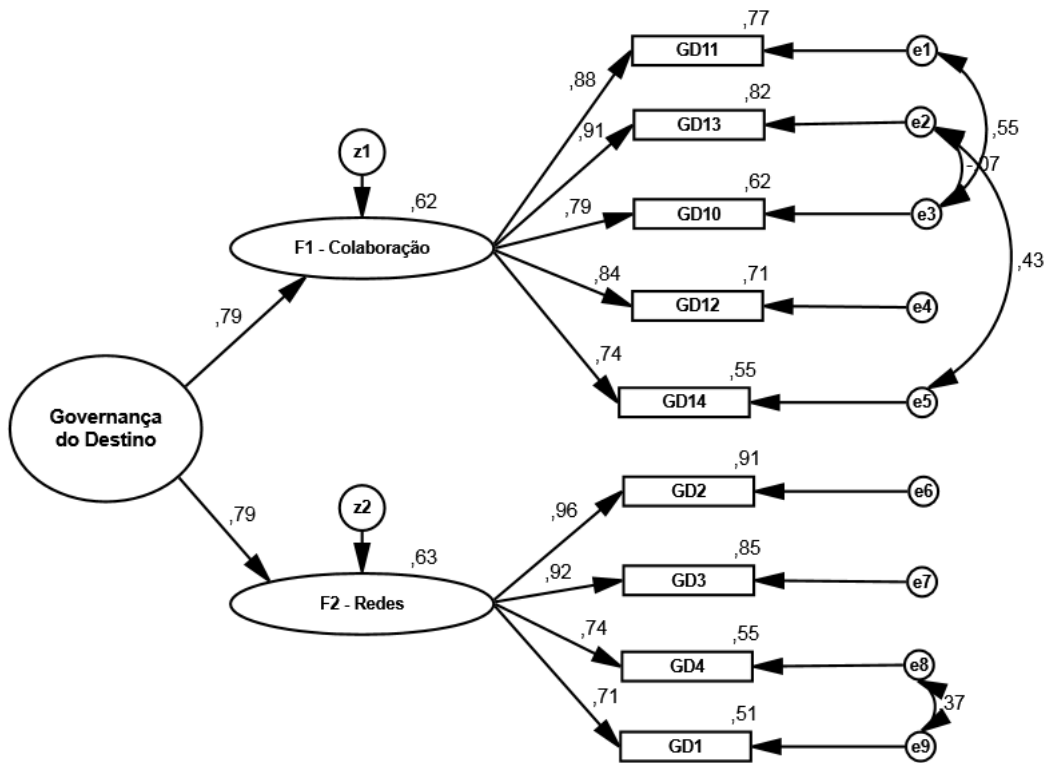 ,77
GD11
e1
,88
,82
,91
GD13
e2
,55
z1
-,07
,62
,62
,79
GD10
e3
F1 - Colaboração
,84
,71
GD12
e4
,43
,79
,74
,55
GD14
e5
Governança
do Destino
,91
GD2
e6
z2
,96
,79
,63
,85
,92
GD3
e7
F2 - Redes
,74
,55
GD4
e8
,71
,37
,51
GD1
e9